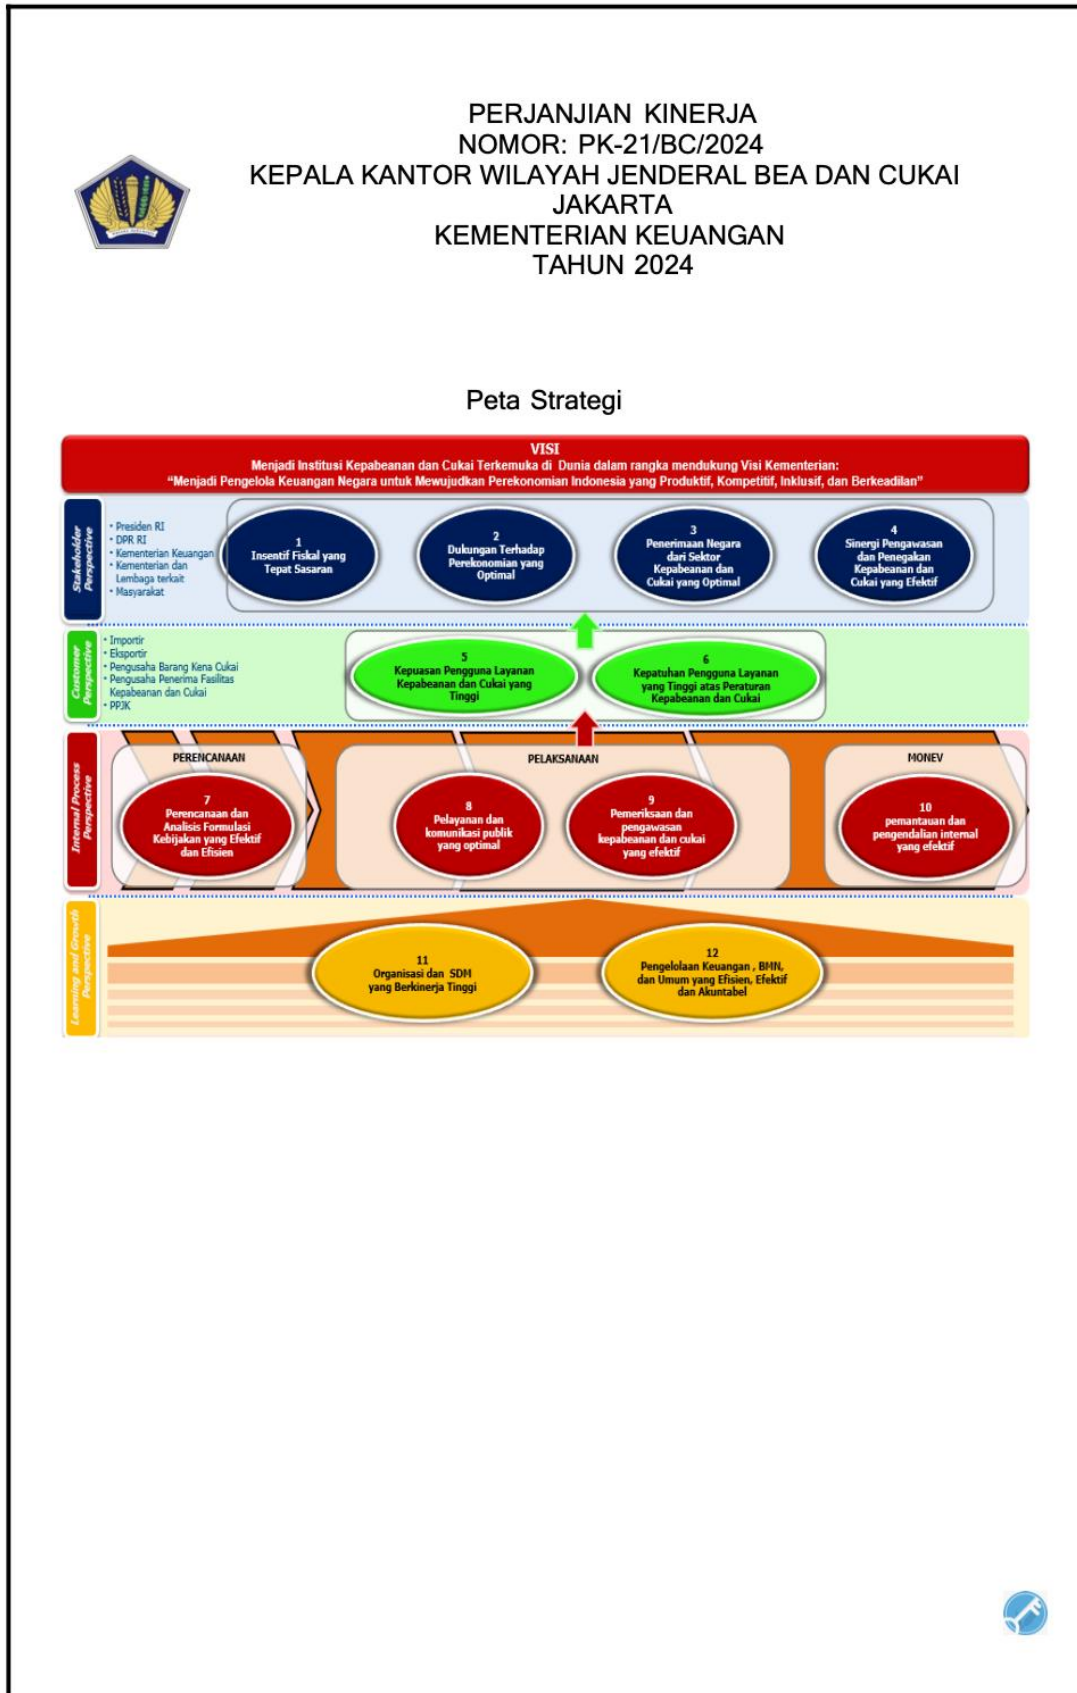 PERJANJIAN KINERJA
NOMOR: PK-21/BC/2024
KEPALA KANTOR WILAYAH JENDERAL BEA DAN CUKAI
JAKARTA
KEMENTERIAN KEUANGAN
TAHUN 2024
Peta Strategi
VISI
Menjadi Institusi Kepabeanan dan Cukai Terkemuka di Dunia dalam rangka mendukung Visi Kementerian:
“Menjadi Pengelola Keuangan Negara untuk Mewujudkan Perekonomian Indonesia yang Produktif, Kompetitif, Inklusif, dan Berkeadilan”
Stakeholder
Perspective
• Presiden RI
• DPR RI
• Kementerian Keuangan
• Kementerian dan
Lembaga terkait
• Masyarakat
1
Insentif Fiskal yang
Tepat Sasaran
2
Dukungan Terhadap
Perekonomian yang
Optimal
3
Penerimaan Negara
dari Sektor
Kepabeanan dan
Cukai yang Optimal
4
Sinergi Pengawasan
dan Penegakan
Kepabeanan dan
Cukai yang Efektif
Customer
Perspective
• Importir
• Eksportir
• Pengusaha Barang Kena Cukai
• Pengusaha Penerima Fasilitas
Kepabeanan dan Cukai
• PPJK
5
Kepuasan Pengguna Layanan
Kepabeanan dan Cukai yang
Tinggi
6
Kepatuhan Pengguna Layanan
yang Tinggi atas Peraturan
Kepabeanan dan Cukai
Internal Process
Perspective
PERENCANAAN
7
Perencanaan dan
Analisis Formulasi
Kebijakan yang Efektif
dan Efisien
PELAKSANAAN
8
Pelayanan dan
komunikasi publik
yang optimal
9
Pemeriksaan dan
pengawasan
kepabeanan dan cukai
yang efektif
MONEV
10
pemantauan dan
pengendalian internal
yang efektif
Learning and Growth
Perspective
11
Organisasi dan SDM
yang Berkinerja Tinggi
12
Pengelolaan Keuangan , BMN,
dan Umum yang Efisien, Efektif
dan Akuntabel